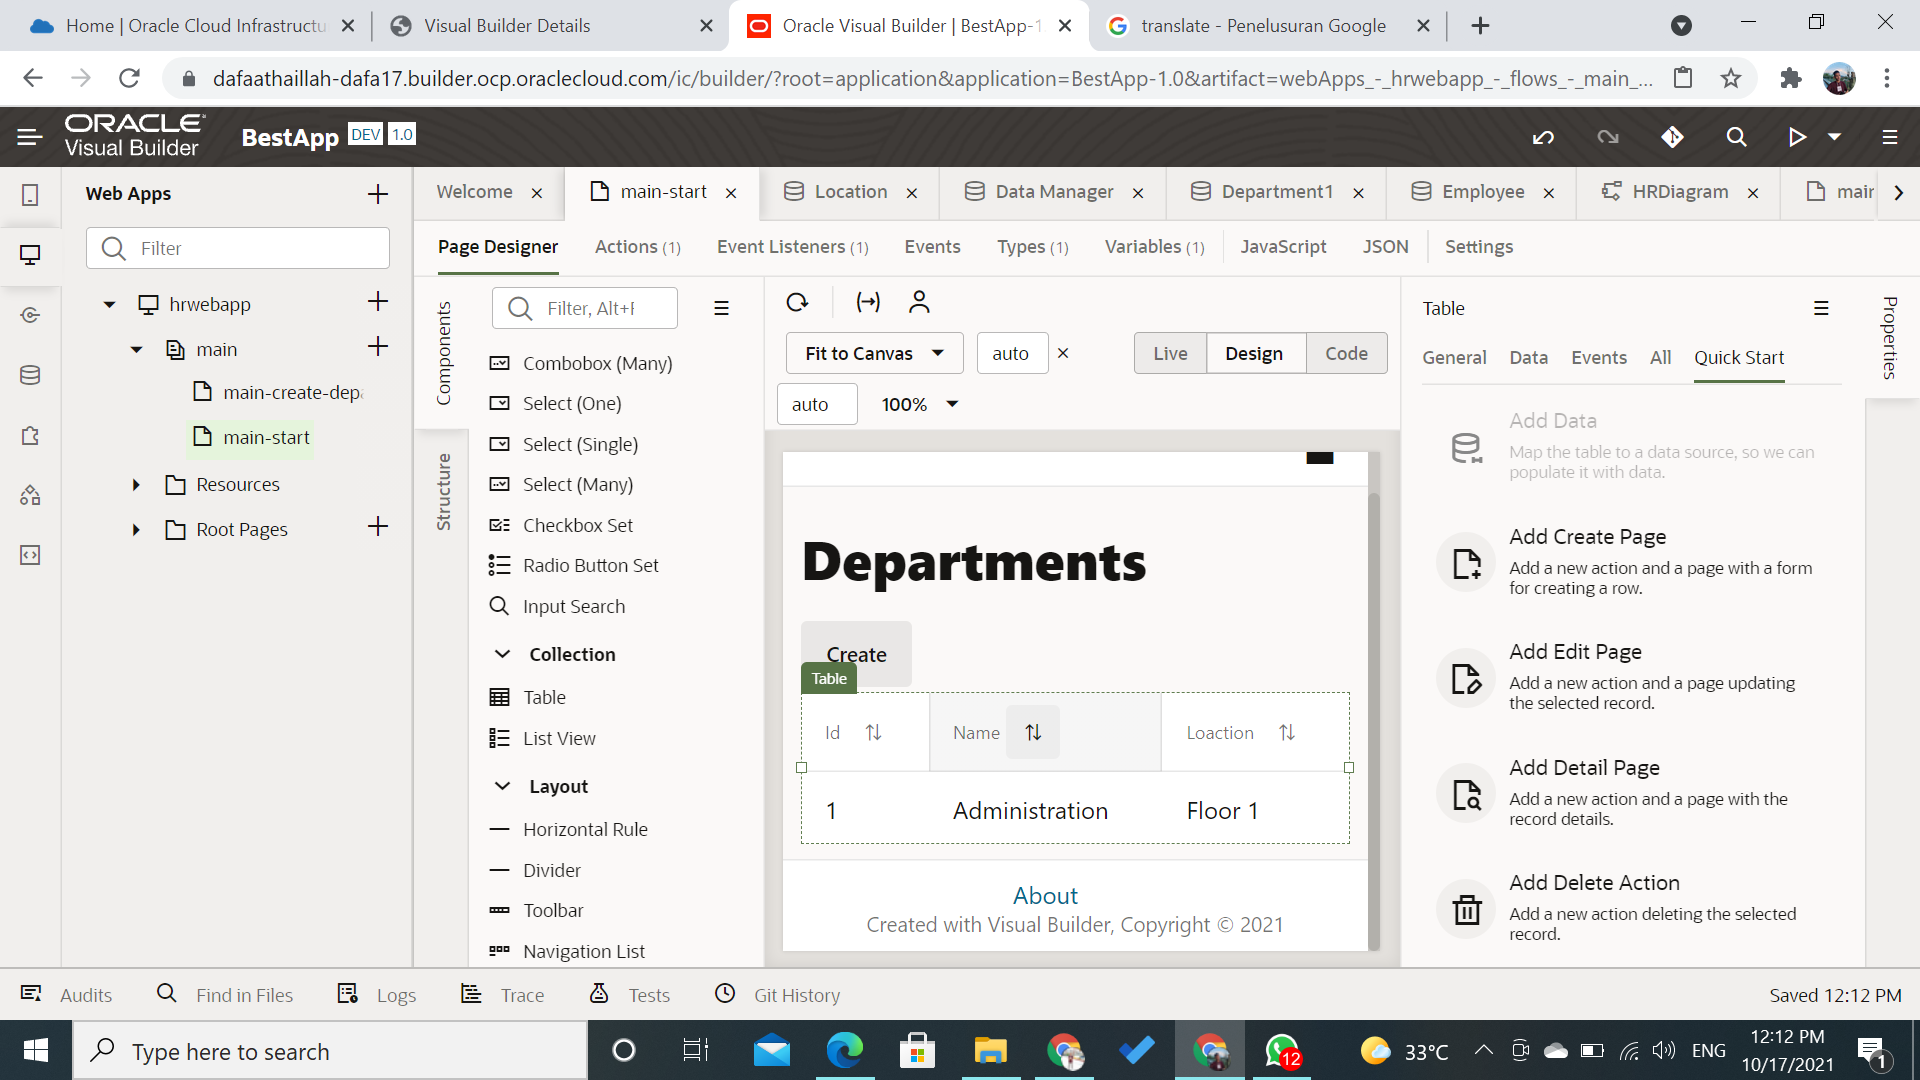 Home | Oracle Cloud Infrastructu
Visual Builder Details
Oracle Visual Builder | BestApp-1
translate - Penelusuran Google
dafaathaillah-dafa17.builder.ocp.oraclecloud.com/ic/builder/?root=application&application=BestApp-1.0&artifact=webApps_-_hrwebapp_-_flows_-_main_...
ORACLE
Visual Builder
BestApp DEV 1.0
Web Apps
Welcome
main-start
Location
Data Manager
Department1
Employee
HRDiagram
main
Filter
Page Designer
Actions (1)
Event Listeners (1)
Events
Types (1)
Variables (1)
JavaScript
JSON
Settings
hrwebapp
main
main-create-depa
main-start
Resources
Root Pages
Components
Structure
Filter, Alt+F
Combobox (Many)
Select (One)
Select (Single)
Select (Many)
Checkbox Set
Radio Button Set
Input Search
Collection
Table
List View
Layout
Horizontal Rule
Divider
Toolbar
Navigation List
Fit to Canvas
auto
Live
Design
Code
auto
100%
Departments
Create
Table
Id
Name
Loaction
1
Administration
Floor 1
About
Created with Visual Builder, Copyright © 2021
Table
Properties
General
Data
Events
All
Quick Start
Add Data
Map the table to a data source, so we can
populate it with data.
Add Create Page
Add a new action and a page with a form
for creating a row.
Add Edit Page
Add a new action and a page updating
the selected record.
Add Detail Page
Add a new action and a page with the
record details.
Add Delete Action
Add a new action deleting the selected
record.
Audits
Find in Files
Logs
Trace
Tests
Git History
Saved 12:12 PM
Type here to search
12
33°C
ENG
12:12 PM
10/17/2021
1